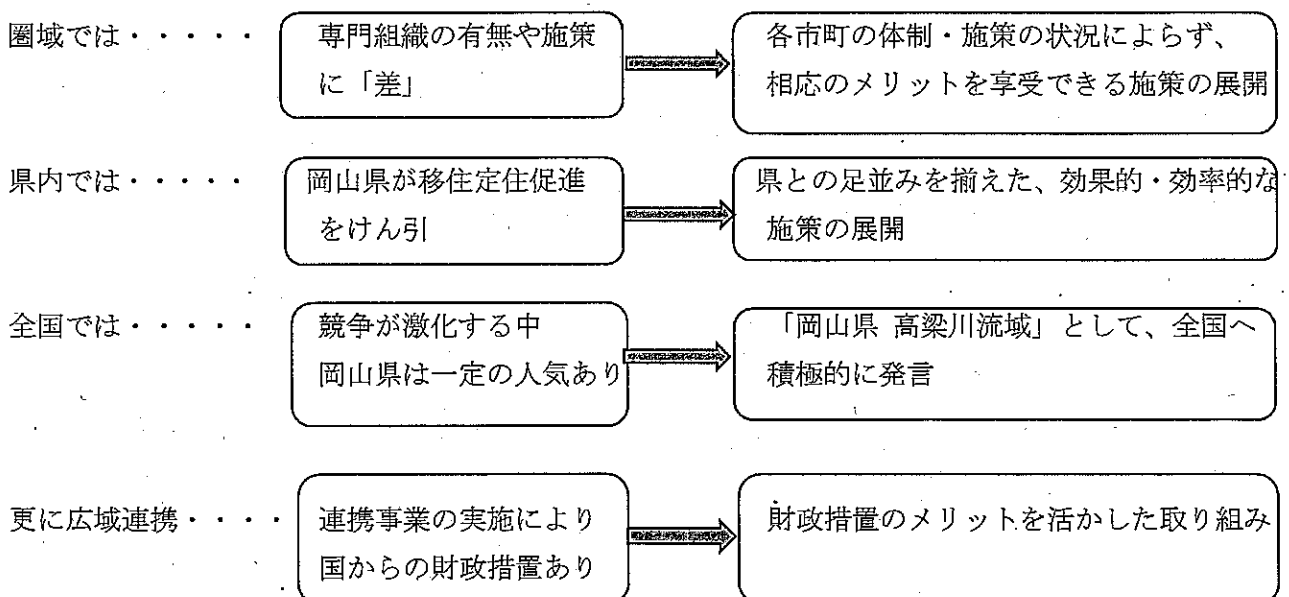 圏域では・・・・・ 専門組織の有無や施策 各市町の体制・施策の状況によらず、
に「差」 相応のメリットを享受できる施策の展開
県内では・・・・・ 岡山県が移住定住促進 県との足並みを揃えた、効果的・効率的な
をけん引 施策の展開
全国では・・・・・ 競争が激化する中 「岡山県 高梁川流域」として、全国へ
岡山県は一定の人気あり 積極的に発言
更に広域連携・・・・ 連携事業の実施により 財政措置のメリットを活かした取り組み
国からの財政措置あり